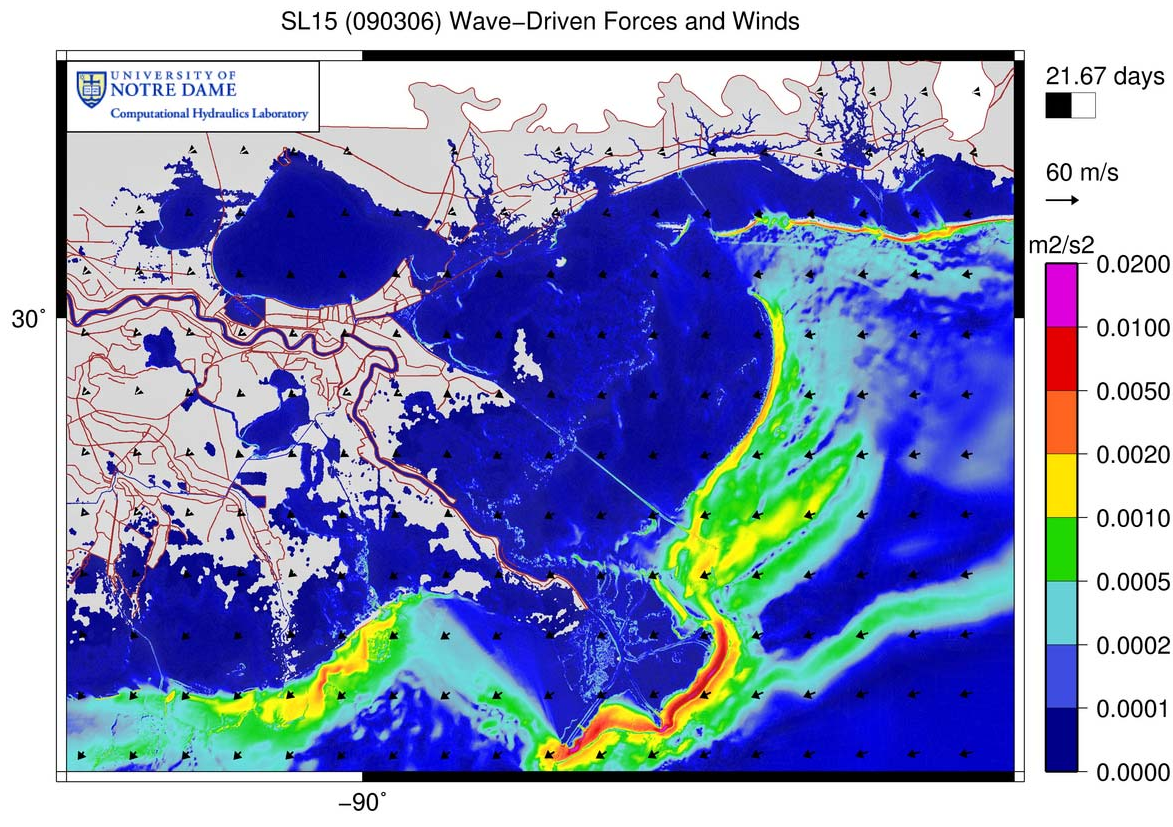 SL15 (090306) Wave−Driven Forces and Winds
UNIVERSITY OF
NOTRE DAME
Computational Hydraulics Laboratory
21.67 days
60 m/s
m2/s2
0.0200
0.0100
0.0050
0.0020
0.0010
0.0005
0.0002
0.0001
0.0000
30˚
−90˚